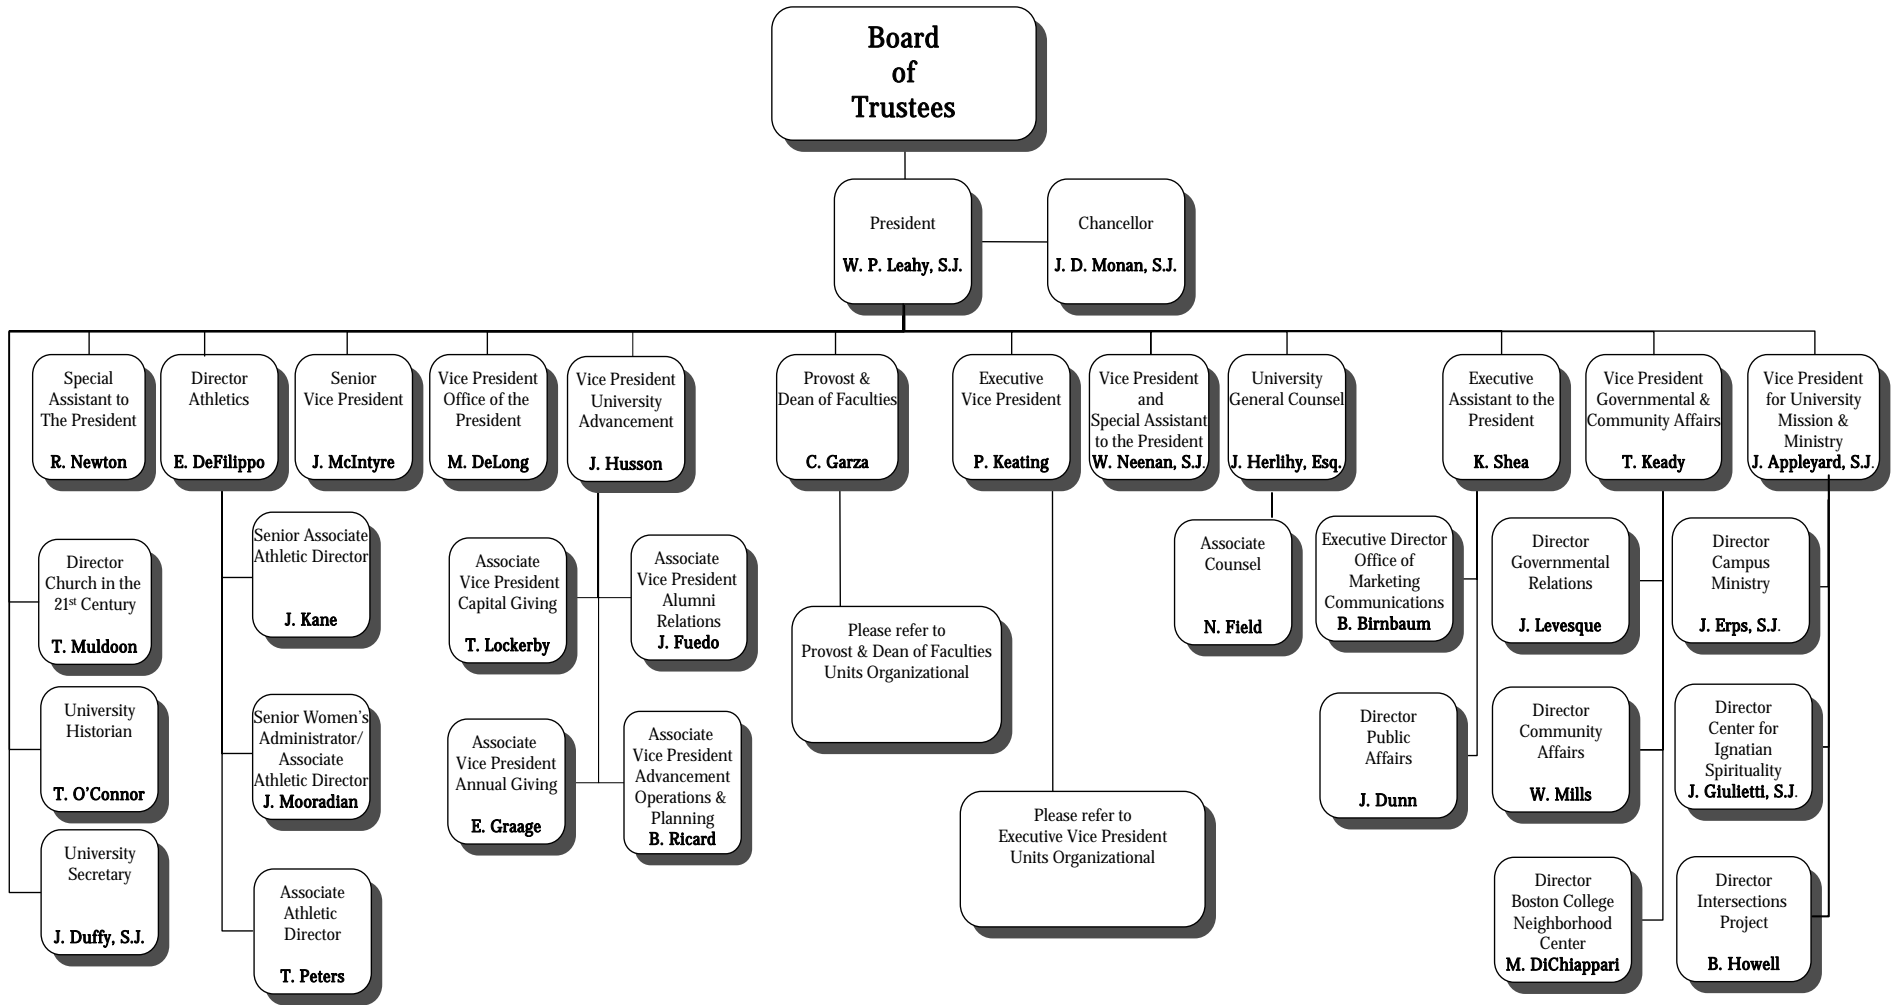 Board
of
Trustees
President
W. P. Leahy, S.J.
Chancellor
J. D. Monan, S.J.
Special
Assistant to
The President
R. Newton
Director
Athletics
E. DeFilippo
Senior
Vice President
J. McIntyre
Vice President
Office of the
President
M. DeLong
Vice President
University
Advancement
J. Husson
Provost &
Dean of Faculties
C. Garza
Executive
Vice President
P. Keating
Vice President
and
Special Assistant
to the President
W. Neenan, S.J.
University
General Counsel
J. Herlihy, Esq.
Executive
Assistant to the
President
K. Shea
Vice President
Governmental &
Community Affairs
T. Keady
Vice President
for University
Mission &
Ministry
J. Appleyard, S.J.
Director
Church in the
21st Century
T. Muldoon
University
Historian
T. O'Connor
University
Secretary
J. Duffy, S.J.
Senior Associate
Athletic Director
J. Kane
Senior Women's
Administrator/
Associate
Athletic Director
J. Mooradian
Associate
Athletic
Director
T. Peters
Associate
Vice President
Capital Giving
T. Lockerby
Associate
Vice President
Alumni
Relations
J. Fuedo
Associate
Vice President
Annual Giving
E. Graage
Associate
Vice President
Advancement
Operations &
Planning
B. Ricard
Please refer to
Provost & Dean of Faculties
Units Organizational
Please refer to
Executive Vice President
Units Organizational
Associate
Counsel
N. Field
Executive Director
Office of
Marketing
Communications
B. Birnbaum
Director
Public
Affairs
J. Dunn
Director
Governmental
Relations
J. Levesque
Director
Community
Affairs
W. Mills
Director
Boston College
Neighborhood
Center
M. DiChiappari
Director
Campus
Ministry
J. Erps, S.J.
Director
Center for
Ignatian
Spirituality
J. Giulietti, S.J.
Director
Intersections
Project
B. Howell